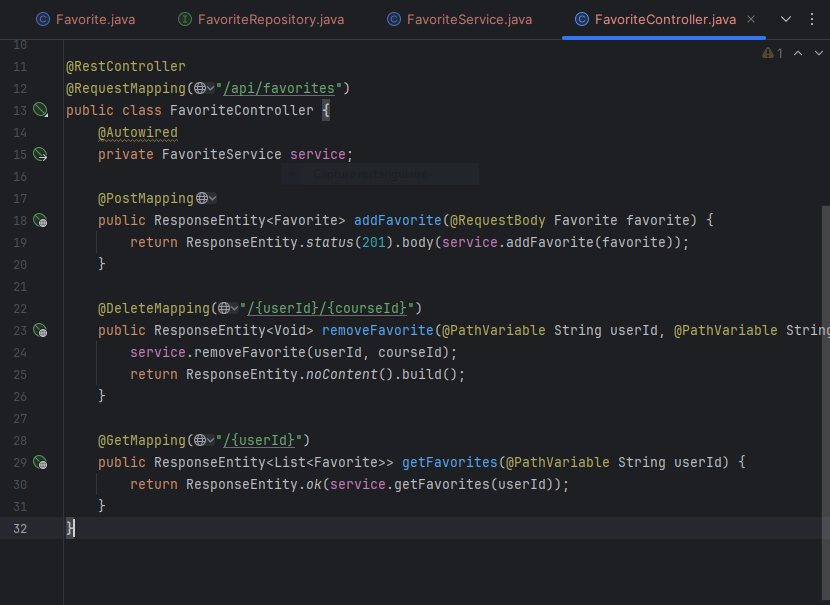 Favorite.java FavoriteRepository.java FavoriteService.java FavoriteController.java
1
10
11 @RestController
12 @RequestMapping("/api/favorites")
13 public class FavoriteController {
14 @Autowired
15 private FavoriteService service;
16
17 @PostMapping
18 public ResponseEntity<Favorite> addFavorite(@RequestBody Favorite favorite) {
19 return ResponseEntity.status(201).body(service.addFavorite(favorite));
20 }
21
22 @DeleteMapping("/{userId}/{courseId}")
23 public ResponseEntity<Void> removeFavorite(@PathVariable String userId, @PathVariable String
24 service.removeFavorite(userId, courseId);
25 return ResponseEntity.noContent().build();
26 }
27
28 @GetMapping("/{userId}")
29 public ResponseEntity<List<Favorite>> getFavorites(@PathVariable String userId) {
30 return ResponseEntity.ok(service.getFavorites(userId));
31 }
32 }